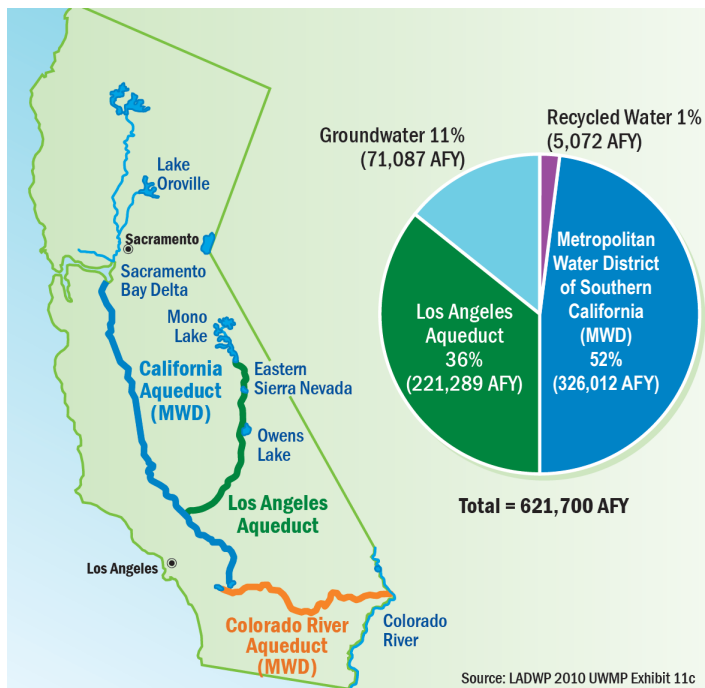 Lake
Oroville
Sacramento
Sacramento
Bay Delta
Mono
Lake
California
Aqueduct
(MWD)
Eastern
Sierra Nevada
Owens
Lake
Los Angeles
Aqueduct
Los Angeles
Colorado River
Aqueduct
(MWD)
Colorado
River
Groundwater 11%
(71,087 AFY)
Recycled Water 1%
(5,072 AFY)
Metropolitan
Water District
of Southern
California
(MWD)
52%
(326,012 AFY)
Los Angeles
Aqueduct
36%
(221,289 AFY)
Total = 621,700 AFY
Source: LADWP 2010 UWMP Exhibit 11c